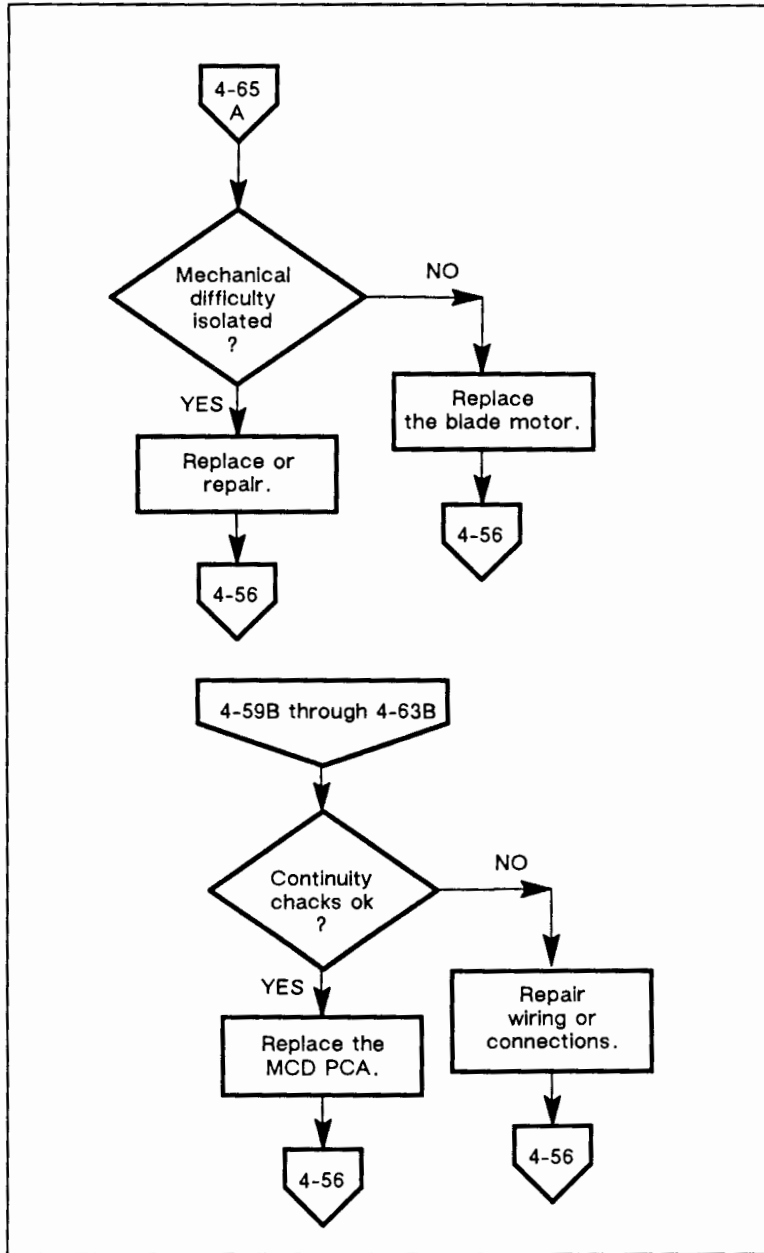 4-65
A
Mechanical
difficulty
isolated
?
NO
YES
Replace
the blade motor.
Replace or
repair.
4-56
4-56
4-59B through 4-63B
Continuity
chacks ok
?
NO
YES
Repair
wiring or
connections.
Replace the
MCD PCA.
4-56
4-56